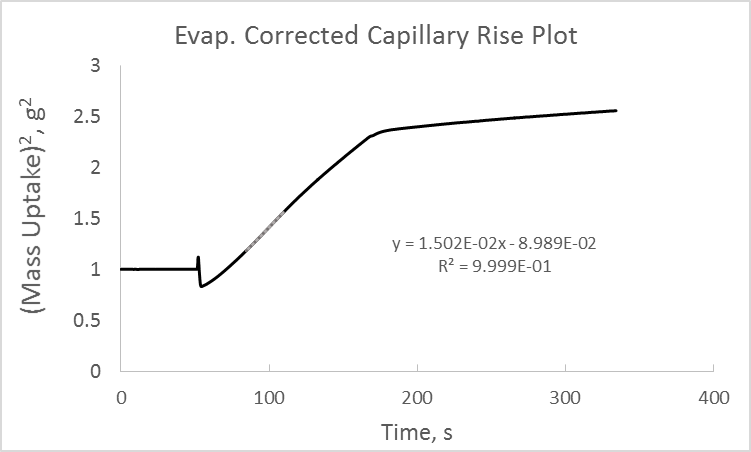 Evap. Corrected Capillary Rise Plot
3
2.5
2
1.5
1
0.5
0
(Mass Uptake)², g²
y = 1.502E-02x - 8.989E-02
R² = 9.999E-01
0 100 200 300 400
Time, s